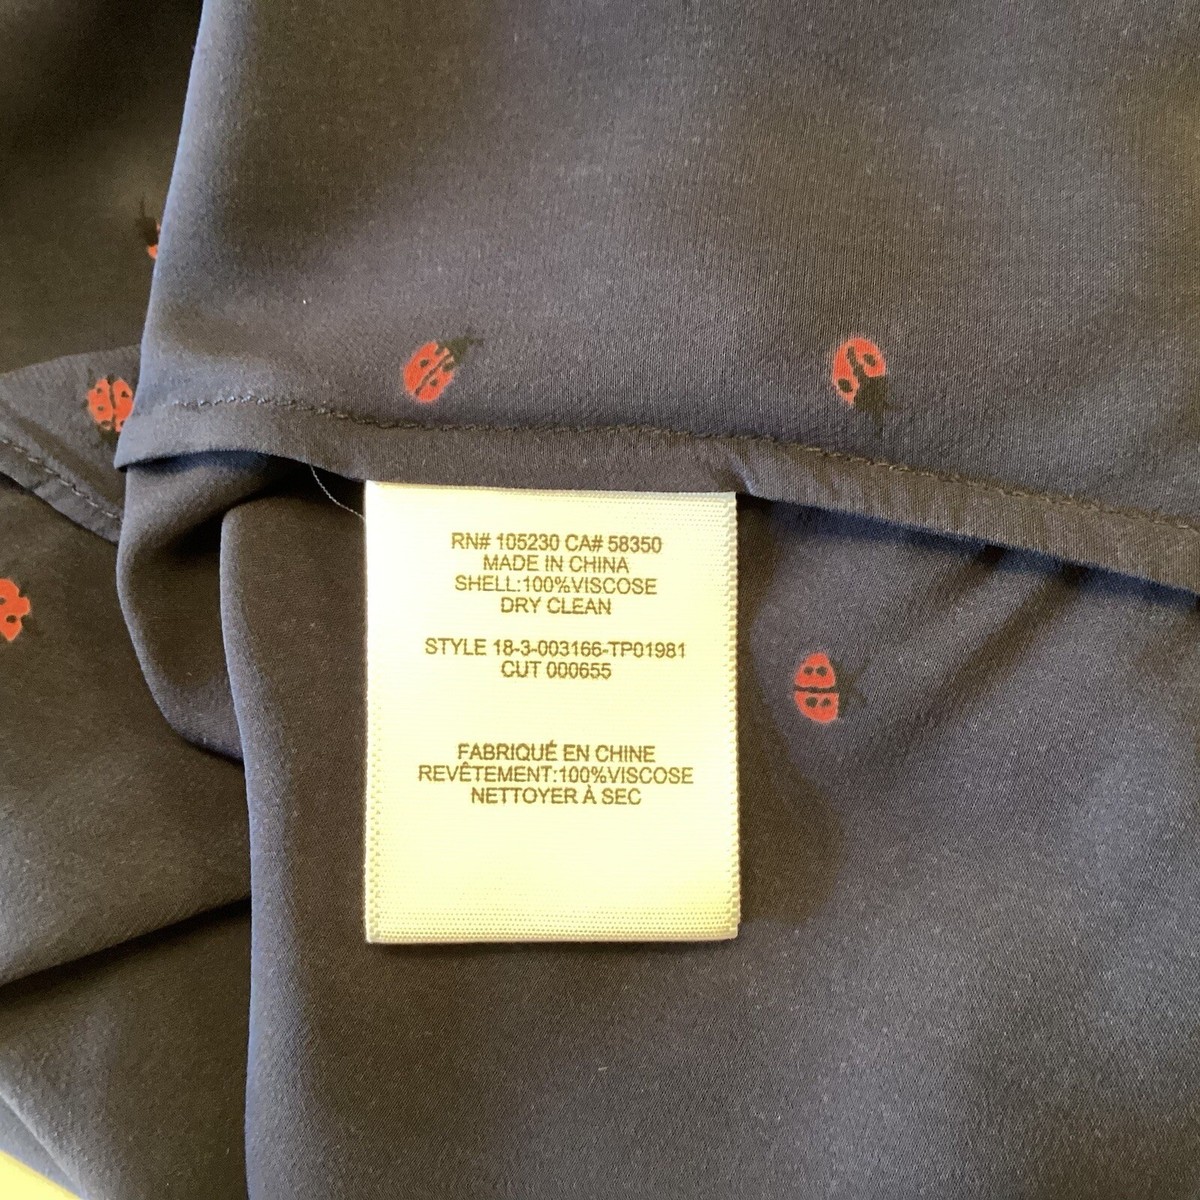 RN# 105230 CA# 58350
MADE IN CHINA
SHELL:100%VISCOSE
DRY CLEAN
STYLE 18-3-003166-TP01981
CUT 000655
FABRIQUÉ EN CHINE
REVÊTEMENT:100%VISCOSE
NETTOYER À SEC